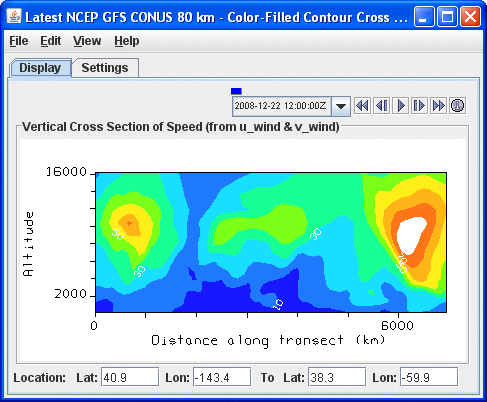 Latest NCEP GFS CONUS 80 km - Color-Filled Contour Cross ...
File Edit View Help
Display Settings
2008-12-22 12:00:00Z
Vertical Cross Section of Speed (from u_wind & v_wind)
16000
Altitude
50
30
30
100
10
2000
0 6000
Distance along transect (km)
Location: Lat: 40.9 Lon: -143.4 To Lat: 38.3 Lon: -59.9